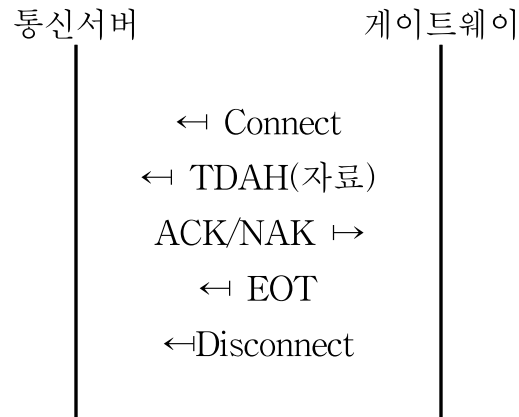 통신서버 게이트웨이
↤ Connect
↤ TDAH(자료)
ACK/NAK ↦
↤ EOT
↤Disconnect